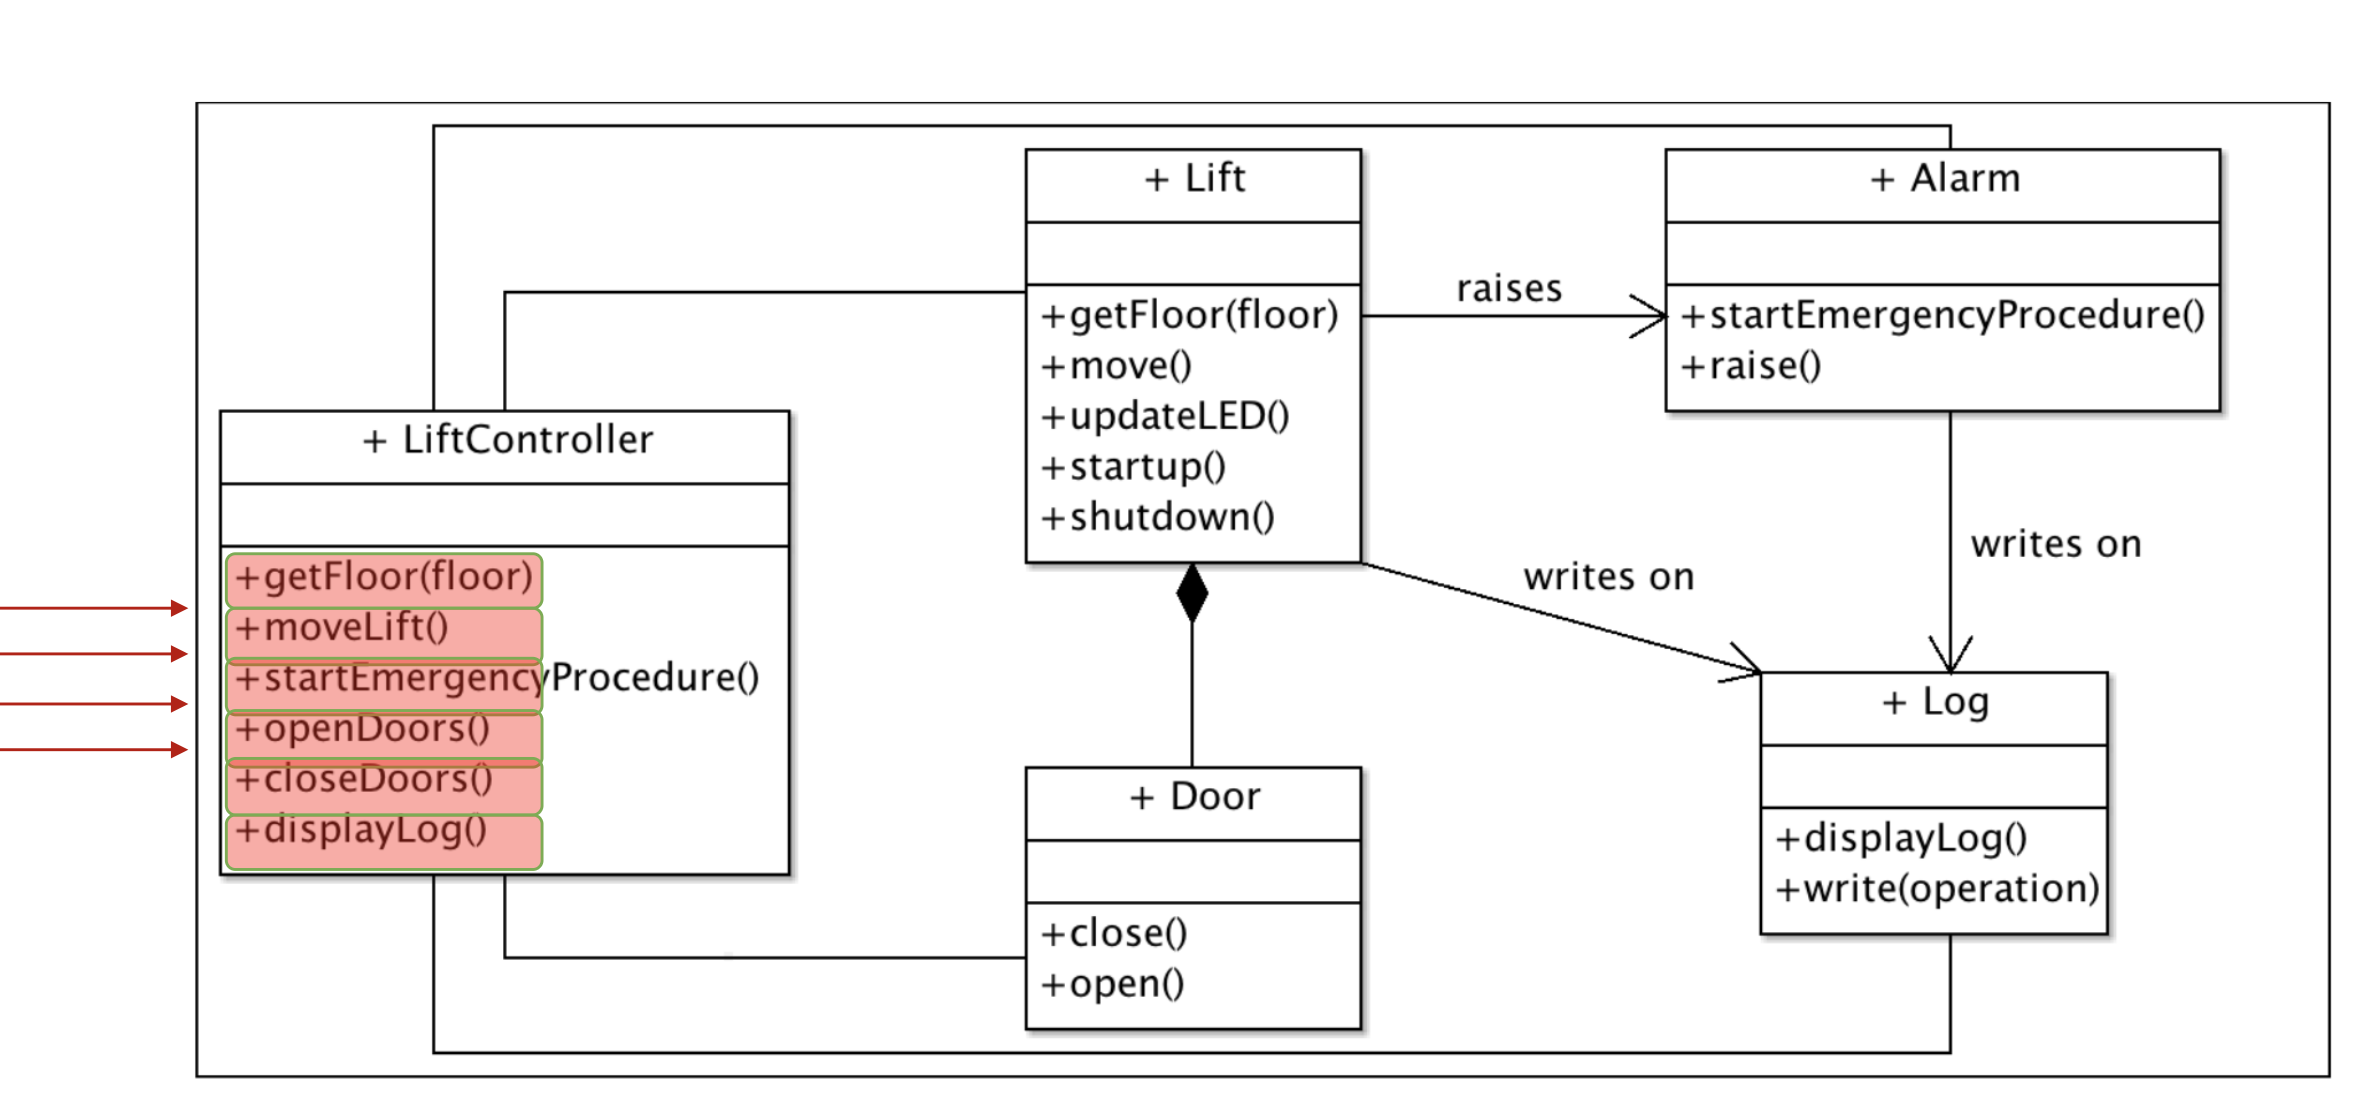 + Lift
+getFloor(floor)
+move()
+updateLED()
+startup()
+shutdown()
raises
+ Alarm
+startEmergencyProcedure()
+raise()
+ LiftController
+getFloor(floor)
+moveLift()
+startEmergencyProcedure()
+openDoors()
+closeDoors()
+displayLog()
writes on
writes on
+ Door
+close()
+open()
+ Log
+displayLog()
+write(operation)